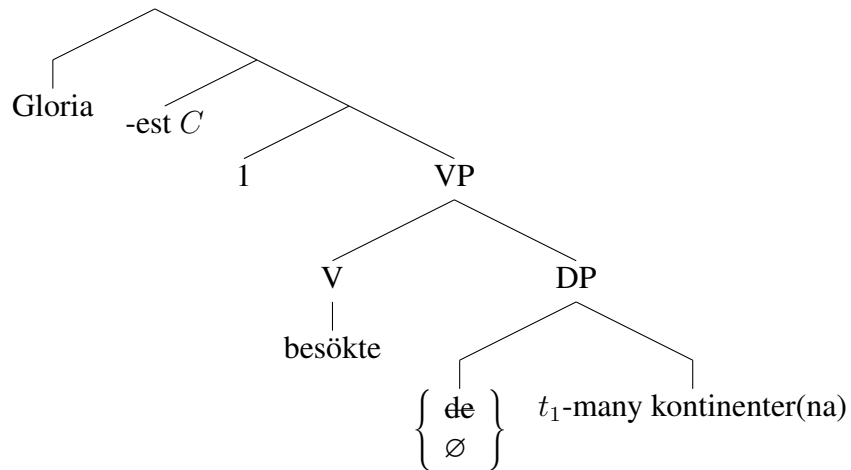 Gloria
-est C
1
VP
V
DP
besökte
de
∅
t₁-many kontinenter(na)